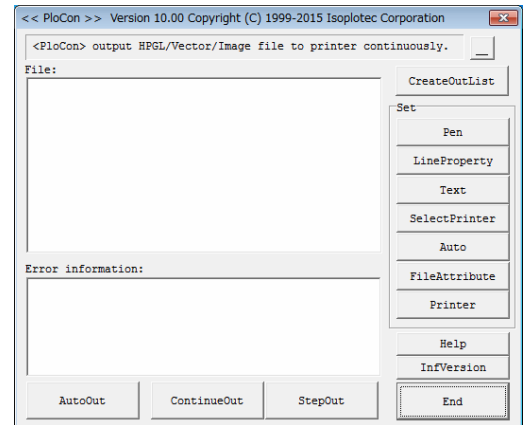 << PloCon >> Version 10.00 Copyright (C) 1999-2015 Isoplotec Corporation
<PloCon> output HPGL/Vector/Image file to printer continuously.
File:
CreateOutList
Set
Pen
LineProperty
Text
SelectPrinter
Auto
FileAttribute
Printer
Error information:
Help
InfVersion
AutoOut ContinueOut StepOut End